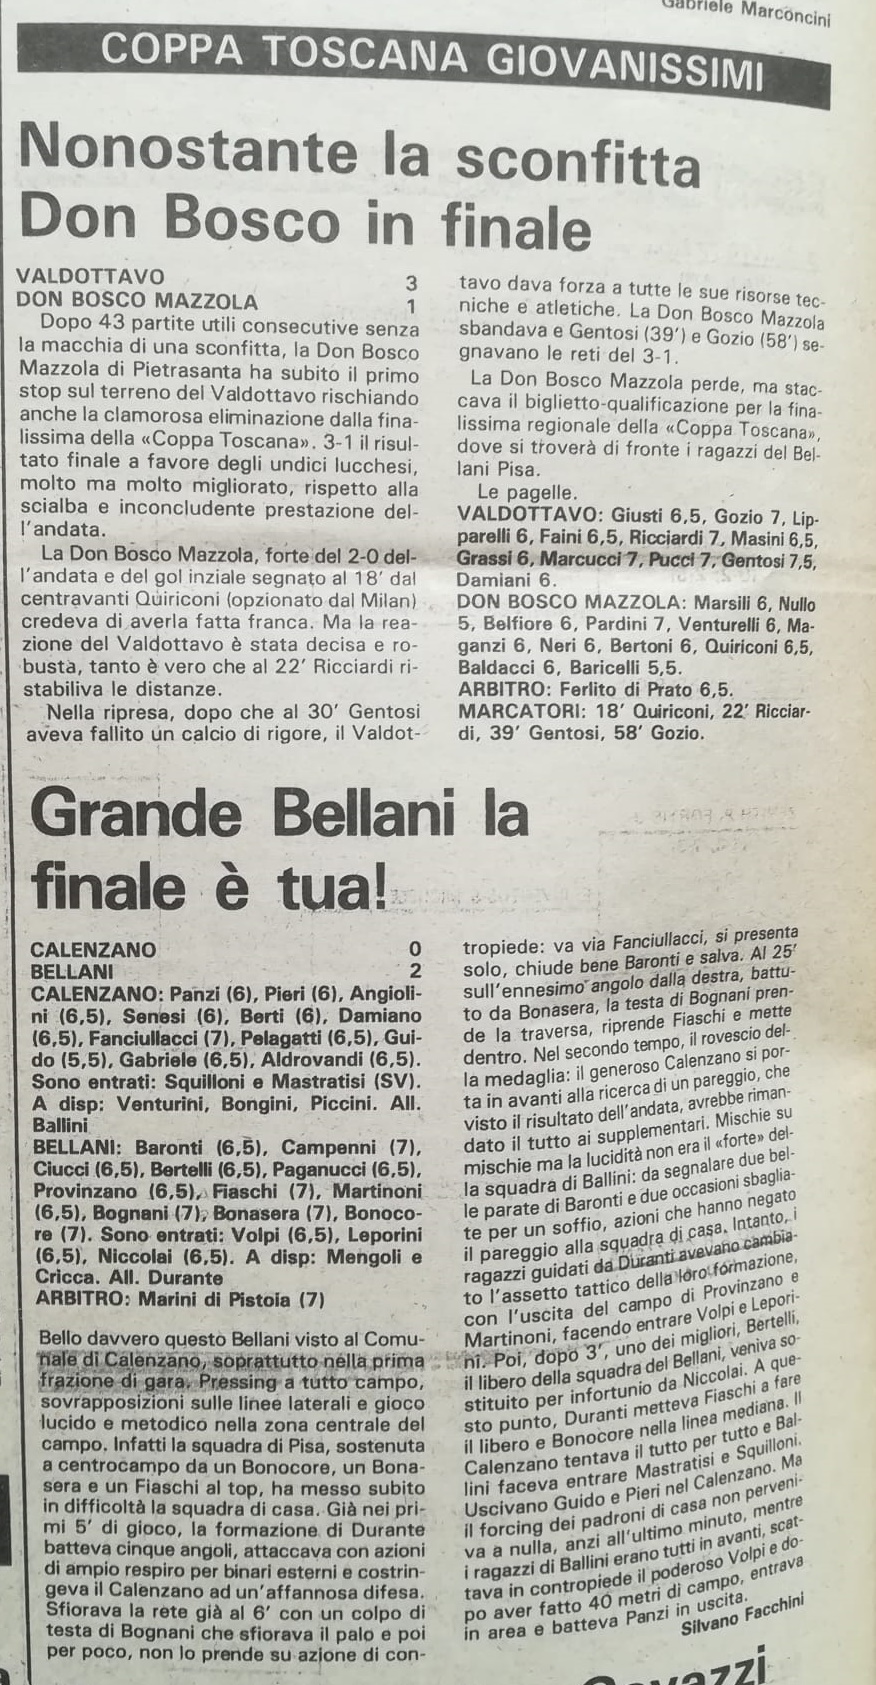 Gabriele Marconcini
COPPA TOSCANA GIOVANISSIMI
Nonostante la sconfitta
Don Bosco in finale
VALDOTTAVO 3
DON BOSCO MAZZOLA 1
Dopo 43 partite utili consecutive senza
la macchia di una sconfitta, la Don Bosco
Mazzola di Pietrasanta ha subito il primo
stop sul terreno del Valdottavo rischiando
anche la clamorosa eliminazione dalla fina-
lissima della «Coppa Toscana». 3-1 il risul-
tato finale a favore degli undici lucchesi,
molto ma molto migliorato, rispetto alla
scialba e inconcludente prestazione del-
l'andata.
La Don Bosco Mazzola, forte del 2-0 del-
l'andata e del gol inziale segnato al 18' dal
centravanti Quiriconi (opzionato dal Milan)
credeva di averla fatta franca. Ma la rea-
zione del Valdottavo è stata decisa e ro-
busta, tanto è vero che al 22' Ricciardi ri-
stabiliva le distanze.
Nella ripresa, dopo che al 30' Gentosi
aveva fallito un calcio di rigore, il Valdot-
tavo dava forza a tutte le sue risorse tec-
niche e atletiche. La Don Bosco Mazzola
sbandava e Gentosi (39') e Gozio (58') se-
gnavano le reti del 3-1.
La Don Bosco Mazzola perde, ma stac-
cava il biglietto-qualificazione per la fina-
lissima regionale della «Coppa Toscana»,
dove si troverà di fronte i ragazzi del Bel-
lani Pisa.
Le pagelle.
VALDOTTAVO: Giusti 6,5, Gozio 7, Lip-
parelli 6, Faini 6,5, Ricciardi 7, Masini 6,5,
Grassi 6, Marcucci 7, Pucci 7, Gentosi 7,5,
Damiani 6.
DON BOSCO MAZZOLA: Marsili 6, Nullo
5, Belfiore 6, Pardini 7, Venturelli 6, Ma-
ganzi 6, Neri 6, Bertoni 6, Quiriconi 6,5,
Baldacci 6, Baricelli 5,5.
ARBITRO: Ferlito di Prato 6,5.
MARCATORI: 18' Quiriconi, 22' Ricciar-
di, 39' Gentosi, 58' Gozio.
Grande Bellani la
finale è tua!
CALENZANO 0
BELLANI 2
CALENZANO: Panzi (6), Pieri (6), Angioli-
ni (6,5), Senesi (6), Berti (6), Damiano
(6,5), Fanciullacci (7), Pelagatti (6,5), Gui-
do (5,5), Gabriele (6,5), Aldrovandi (6,5).
Sono entrati: Squilloni e Mastratisi (SV).
A disp: Venturini, Bongini, Piccini. All.
Ballini
BELLANI: Baronti (6,5), Campenni (7),
Ciucci (6,5), Bertelli (6,5), Paganucci (6,5),
Provinzano (6,5), Fiaschi (7), Martinoni
(6,5), Bognani (7), Bonasera (7), Bonoco-
re (7). Sono entrati: Volpi (6,5), Leporini
(6,5), Niccolai (6,5). A disp: Mengoli e
Cricca. All. Durante
ARBITRO: Marini di Pistoia (7)
Bello davvero questo Bellani visto al Comu-
nale di Calenzano, soprattutto nella prima
frazione di gara. Pressing a tutto campo,
sovrapposizioni sulle linee laterali e gioco
lucido e metodico nella zona centrale del
campo. Infatti la squadra di Pisa, sostenuta
a centrocampo da un Bonocore, un Bona-
sera e un Fiaschi al top, ha messo subito
in difficoltà la squadra di casa. Già nei pri-
mi 5' di gioco, la formazione di Durante
batteva cinque angoli, attaccava con azioni
di ampio respiro per binari esterni e costrin-
geva il Calenzano ad un'affannosa difesa.
Sfiorava la rete già al 6' con un colpo di
testa di Bognani che sfiorava il palo e poi
per poco, non lo prende su azione di con-
tropiede: va via Fanciullacci, si presenta
solo, chiude bene Baronti e salva. Al 25'
sull'ennesimo angolo dalla destra, battu-
to da Bonasera, la testa di Bognani pren-
de la traversa, riprende Fiaschi e mette
dentro. Nel secondo tempo, il rovescio del-
la medaglia: il generoso Calenzano si por-
ta in avanti alla ricerca di un pareggio, che
visto il risultato dell'andata, avrebbe riman-
dato il tutto ai supplementari. Mischie su
mischie ma la lucidità non era il «forte» del-
la squadra di Ballini: da segnalare due bel-
le parate di Baronti e due occasioni sbaglia-
te per un soffio, azioni che hanno negato
il pareggio alla squadra di casa. Intanto, i
ragazzi guidati da Duranti avevano cambia-
to l'assetto tattico della loro formazione,
con l'uscita del campo di Provinzano e
Martinoni, facendo entrare Volpi e Lepori-
ni. Poi, dopo 3', uno dei migliori, Bertelli,
il libero della squadra del Bellani, veniva so-
stituito per infortunio da Niccolai. A que-
sto punto, Duranti metteva Fiaschi a fare
il libero e Bonocore nella linea mediana. Il
Calenzano tentava il tutto per tutto e Bal-
lini faceva entrare Mastratisi e Squilloni.
Uscivano Guido e Pieri nel Calenzano. Ma
il forcing dei padroni di casa non perveni-
va a nulla, anzi all'ultimo minuto, mentre
i ragazzi di Ballini erano tutti in avanti, scat-
tava in contropiede il poderoso Volpi e do-
po aver fatto 40 metri di campo, entrava
in area e batteva Panzi in uscita.
Silvano Facchini